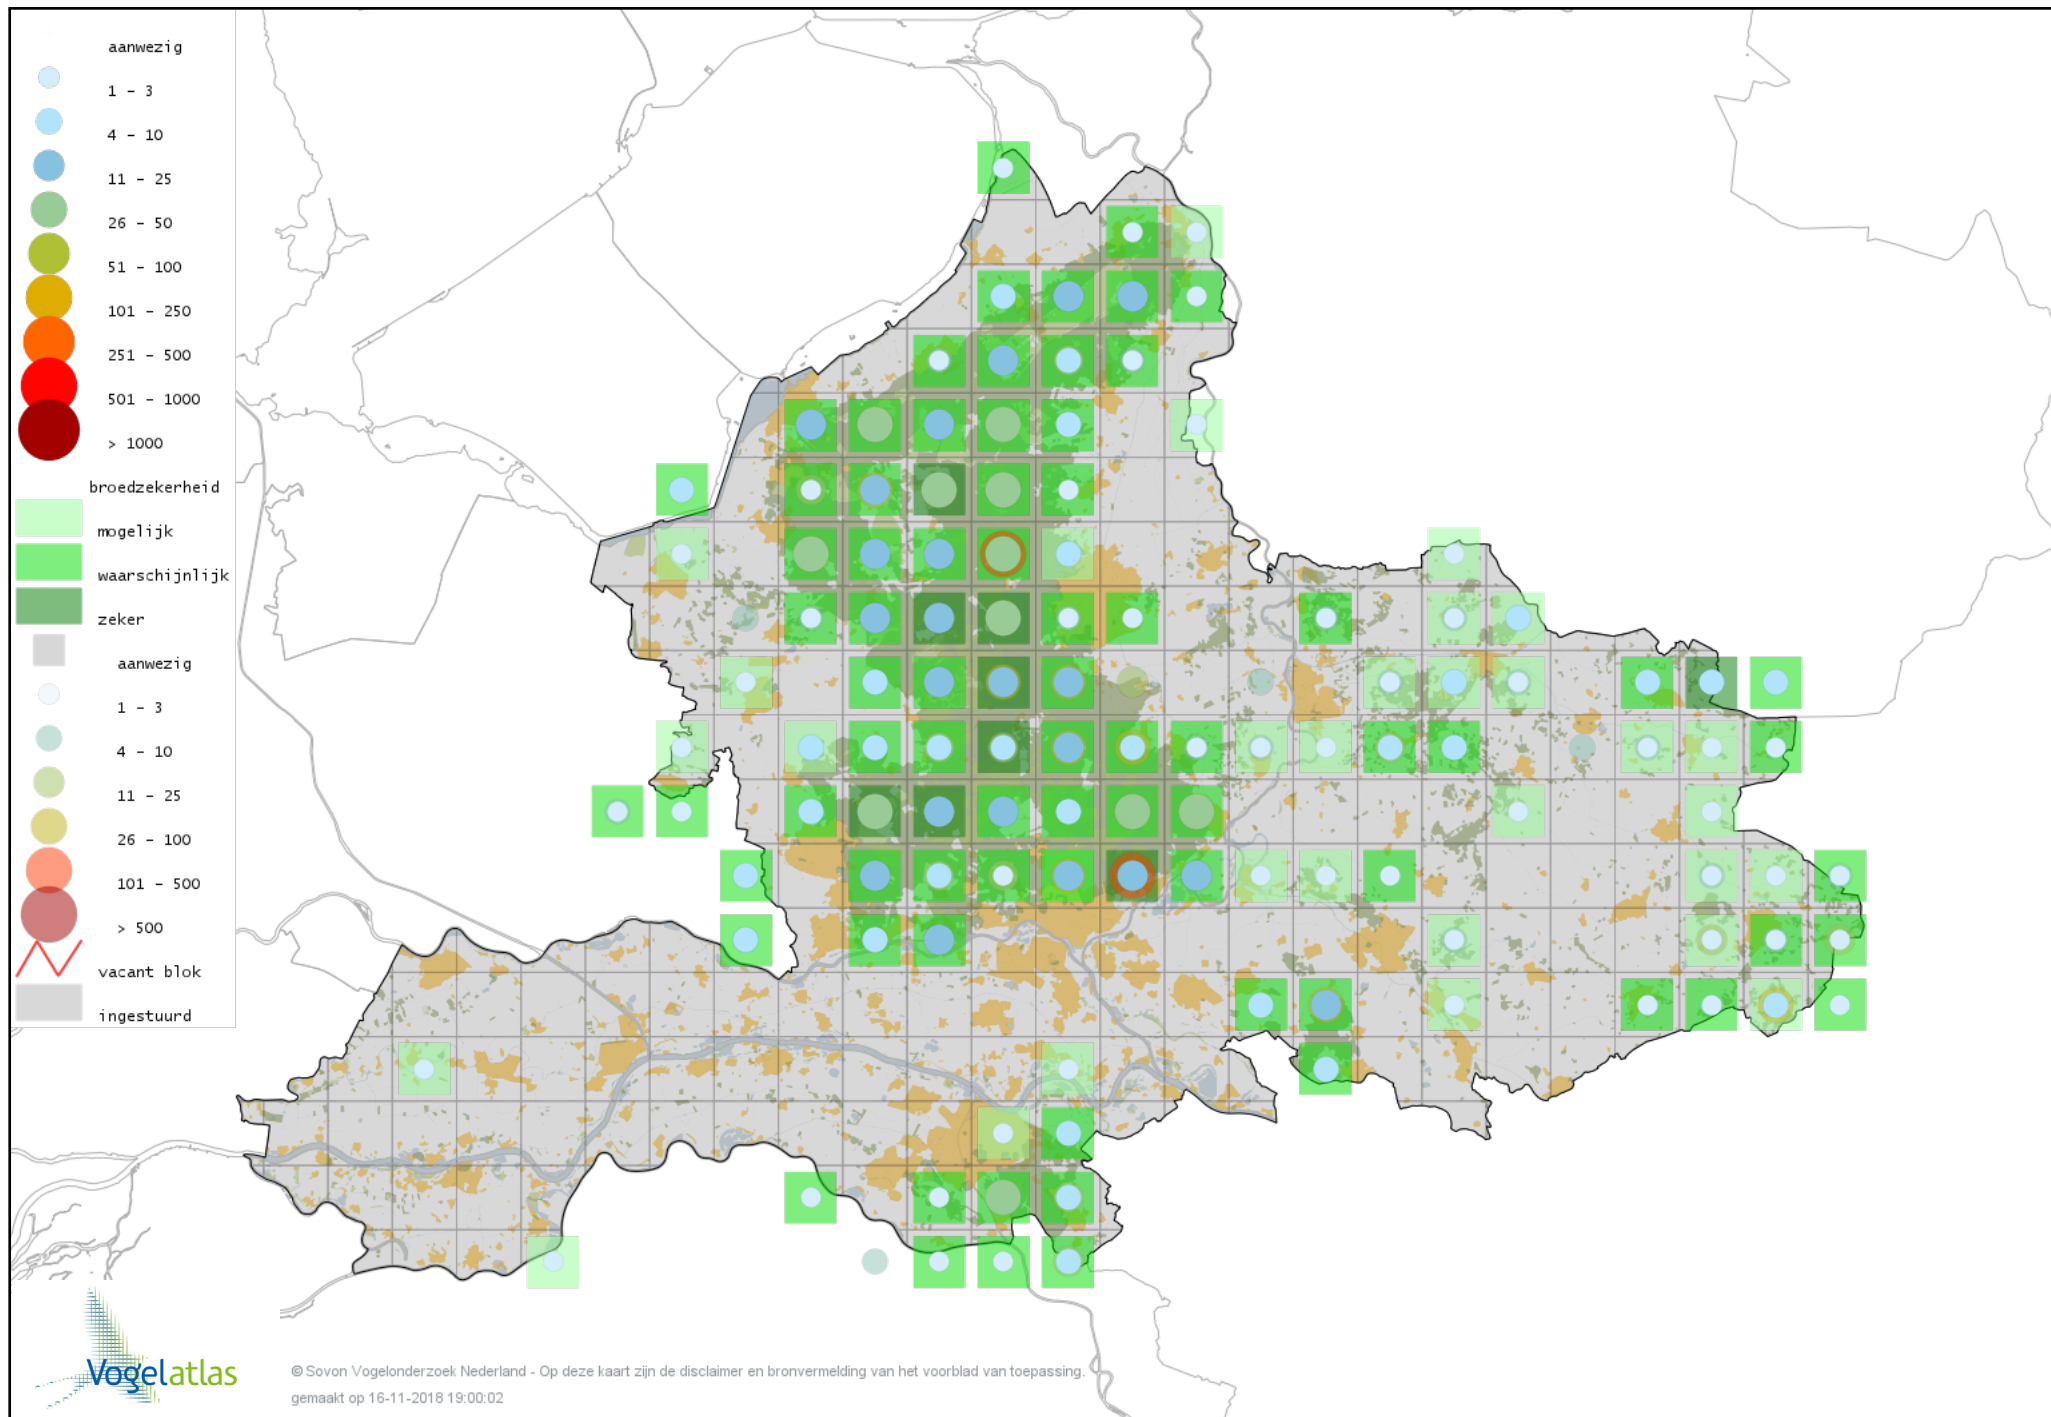 aanwezig
1 - 3
4 - 10
11 - 25
26 - 50
51 - 100
101 - 250
251 - 500
501 - 1000
> 1000
broedzekerheid
mogelijk
waarschijnlijk
zeker
aanwezig
1 - 3
4 - 10
11 - 25
26 - 100
101 - 500
> 500
vacant blok
ingestuurd
Vogelatlas
© Sovon Vogelonderzoek Nederland - Op deze kaart zijn de disclaimer en bronvermelding van het voorblad van toepassing.
gemaakt op 16-11-2018 19:00:02